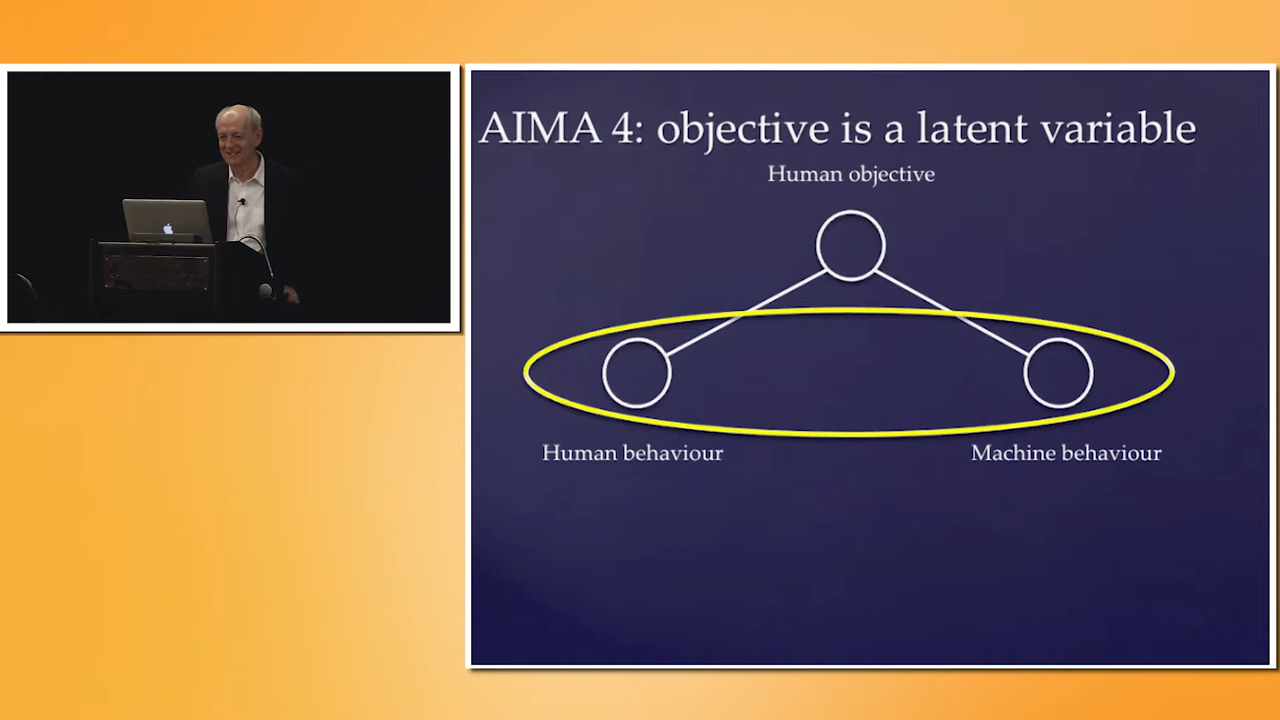 AIMA 4: objective is a latent variable
Human objective
Human behaviour
Machine behaviour